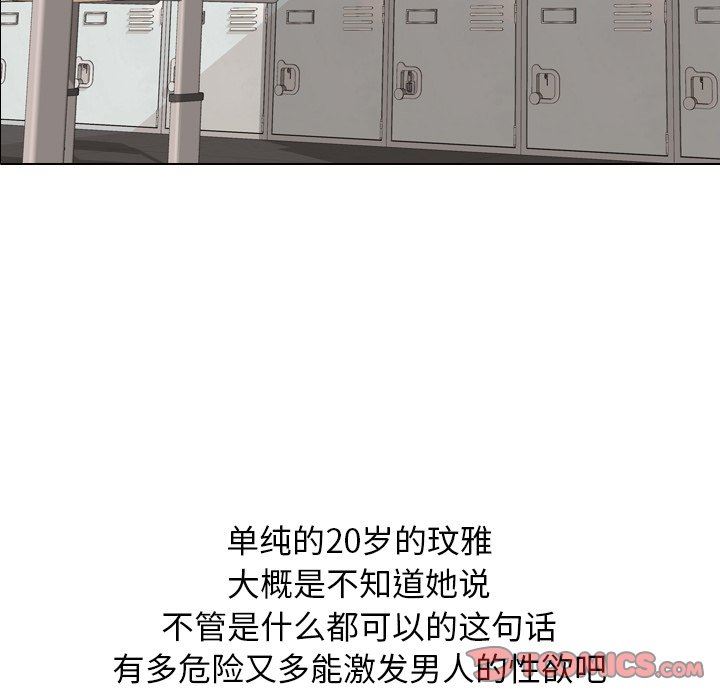 单纯的20岁的玟雅
大概是不知道她说
不管是什么都可以的这句话
有多危险又多能激发男人的性欲吧
TOOMICS.COM